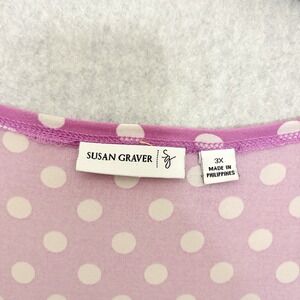 SUSAN GRAVER
sg
3X
MADE IN
PHILIPPINES